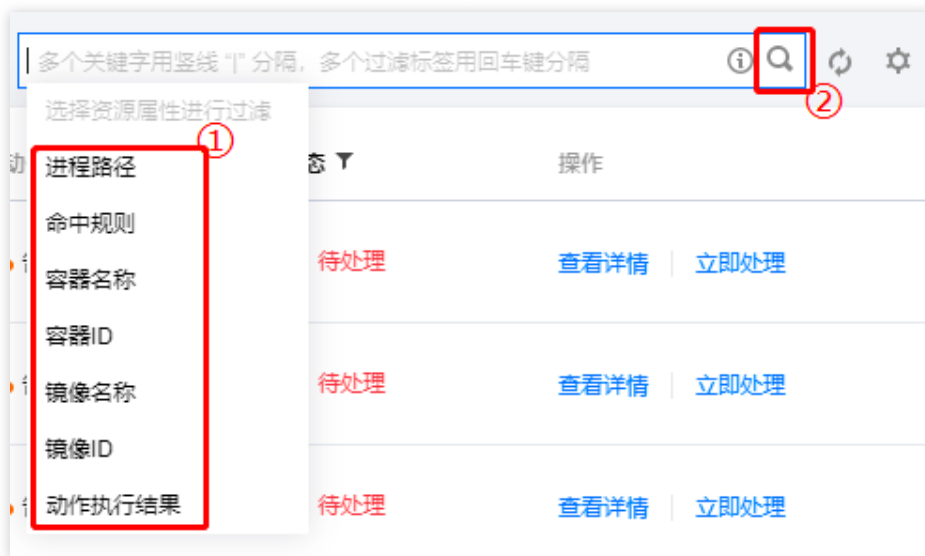 多个关键字用竖线 "|" 分隔，多个过滤标签用回车键分隔
②
选择资源属性进行过滤
①
态 操作
进程路径
命中规则
待处理 查看详情 立即处理
容器名称
容器ID
待处理 查看详情 立即处理
镜像名称
镜像ID
动作执行结果 待处理 查看详情 立即处理